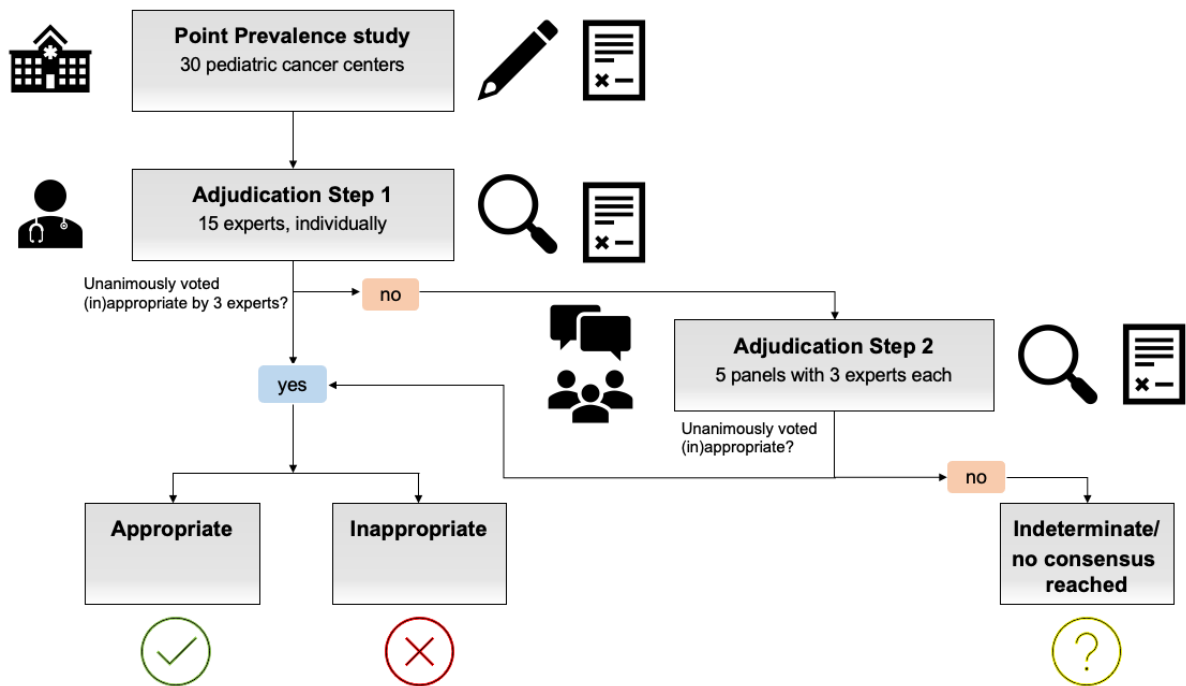 Point Prevalence study
30 pediatric cancer centers
Adjudication Step 1
15 experts, individually
Unanimously voted
(in)appropriate by 3 experts?
no
Adjudication Step 2
5 panels with 3 experts each
yes
Unanimously voted
(in)appropriate?
no
Appropriate
Inappropriate
Indeterminate/
no consensus
reached